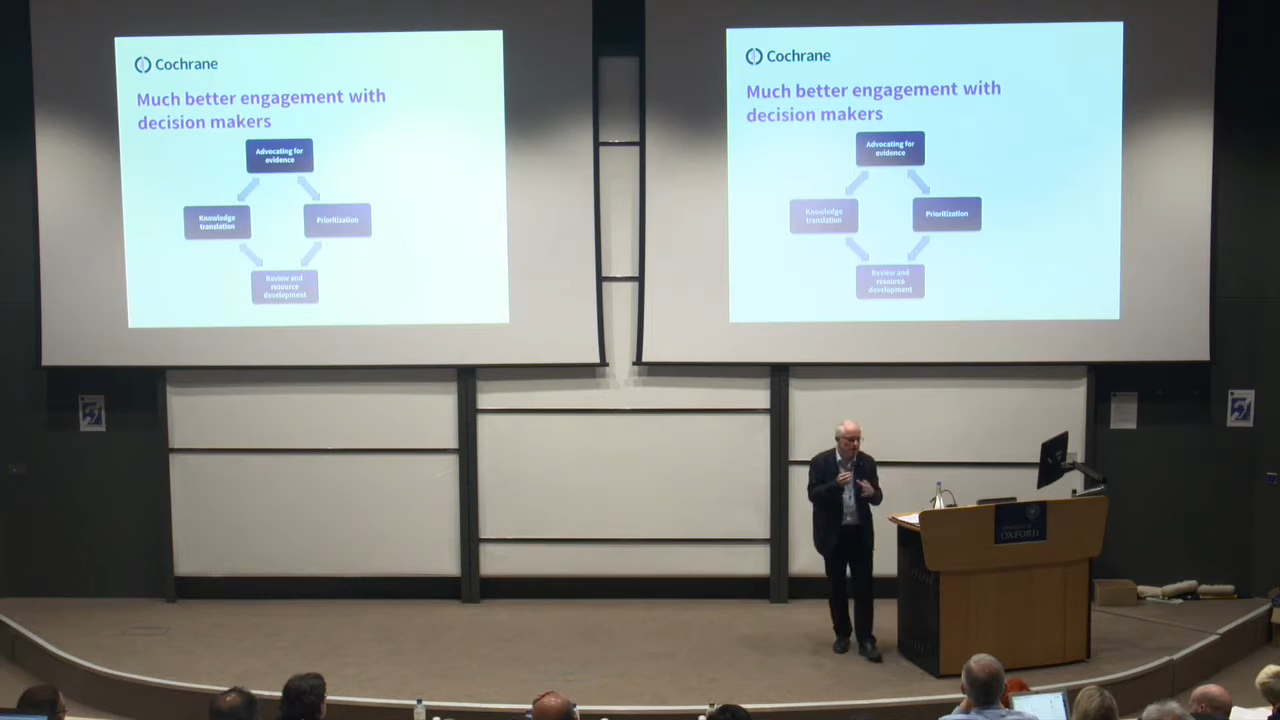 Cochrane
Much better engagement with
decision makers
Advocating for
evidence
Knowledge
translation
Prioritization
Review and
resource
development
Cochrane
Much better engagement with
decision makers
Advocating for
evidence
Knowledge
translation
Prioritization
Review and
resource
development
OXFORD